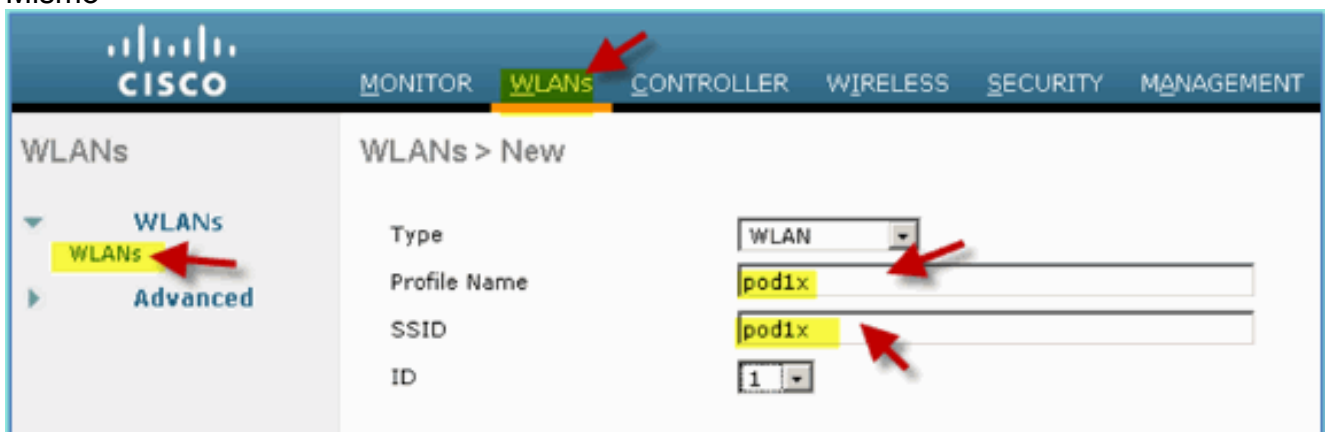 CISCO
MONITOR WLANs CONTROLLER WIRELESS SECURITY MANAGEMENT
WLANs
WLANs
WLANs
Advanced
WLANs > New
Type WLAN
Profile Name pod1x
SSID pod1x
ID 1